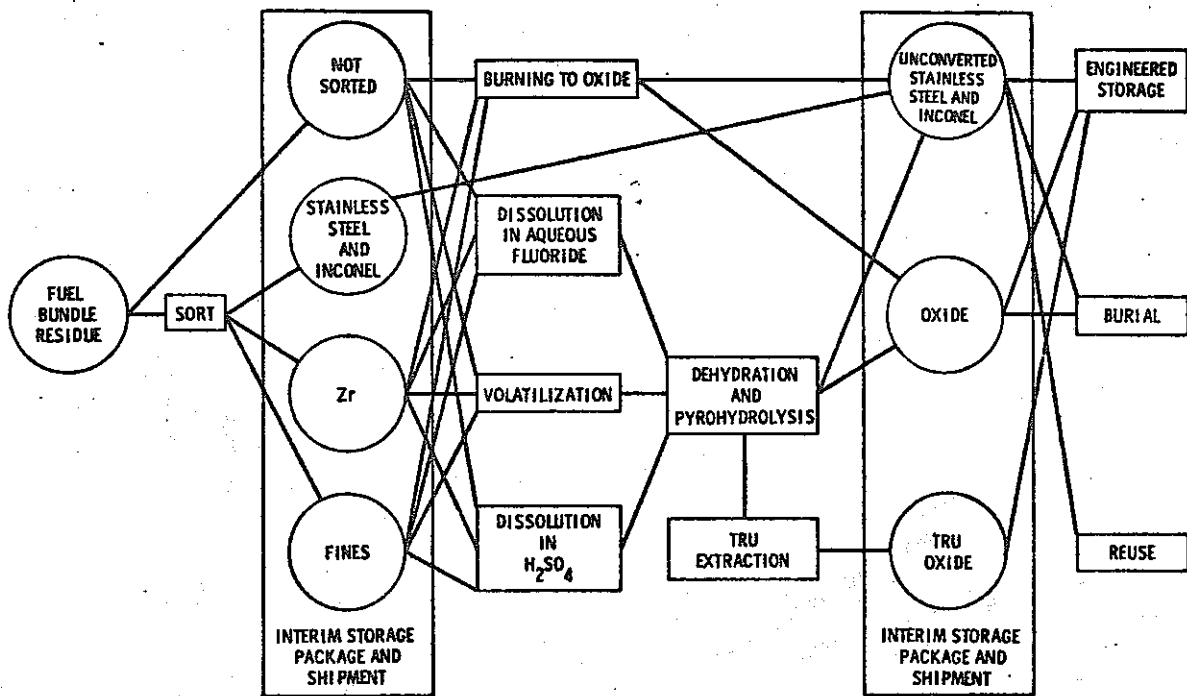 FUEL
BUNDLE
RESIDUE
SORT
NOT
SORTED
STAINLESS
STEEL
AND
INCONEL
Zr
FINES
INTERIM STORAGE
PACKAGE AND
SHIPMENT
BURNING TO OXIDE
DISSOLUTION
IN AQUEOUS
FLUORIDE
VOLATILIZATION
DISSOLUTION
IN
H2SO4
DEHYDRATION
AND
PYROHYDROLYSIS
TRU
EXTRACTION
UNCONVERTED
STAINLESS
STEEL AND
INCONEL
OXIDE
TRU
OXIDE
INTERIM STORAGE
PACKAGE AND
SHIPMENT
ENGINEERED
STORAGE
BURIAL
REUSE